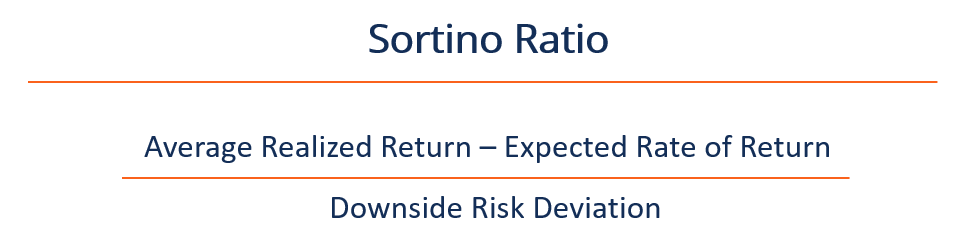 Sortino Ratio
Average Realized Return – Expected Rate of Return
Downside Risk Deviation